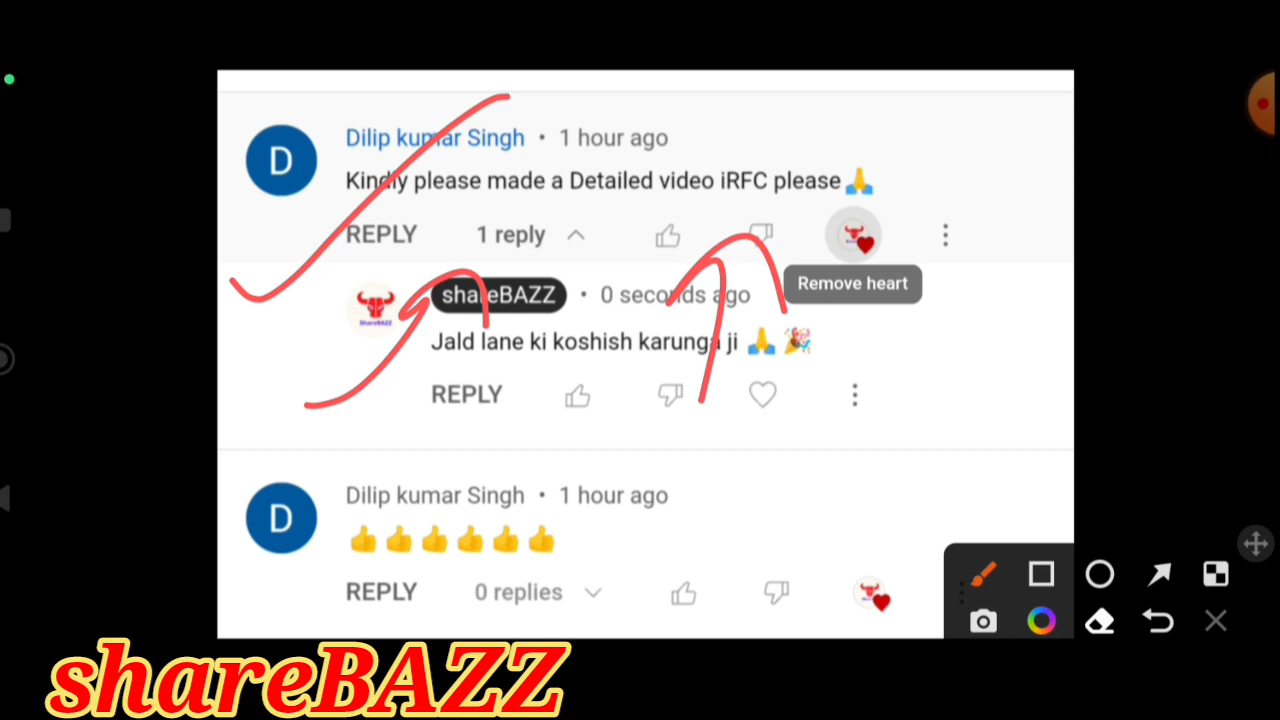 Dilip kumar Singh • 1 hour ago
D
Kindly please made a Detailed video iRFC please🙏
REPLY 1 reply
Remove heart
shareBAZZ • 0 seconds ago
ShareBAZZ
Jald lane ki koshish karunga ji 🙏 🎉
REPLY
Dilip kumar Singh • 1 hour ago
D
👍👍👍👍👍👍
REPLY 0 replies
shareBAZZ